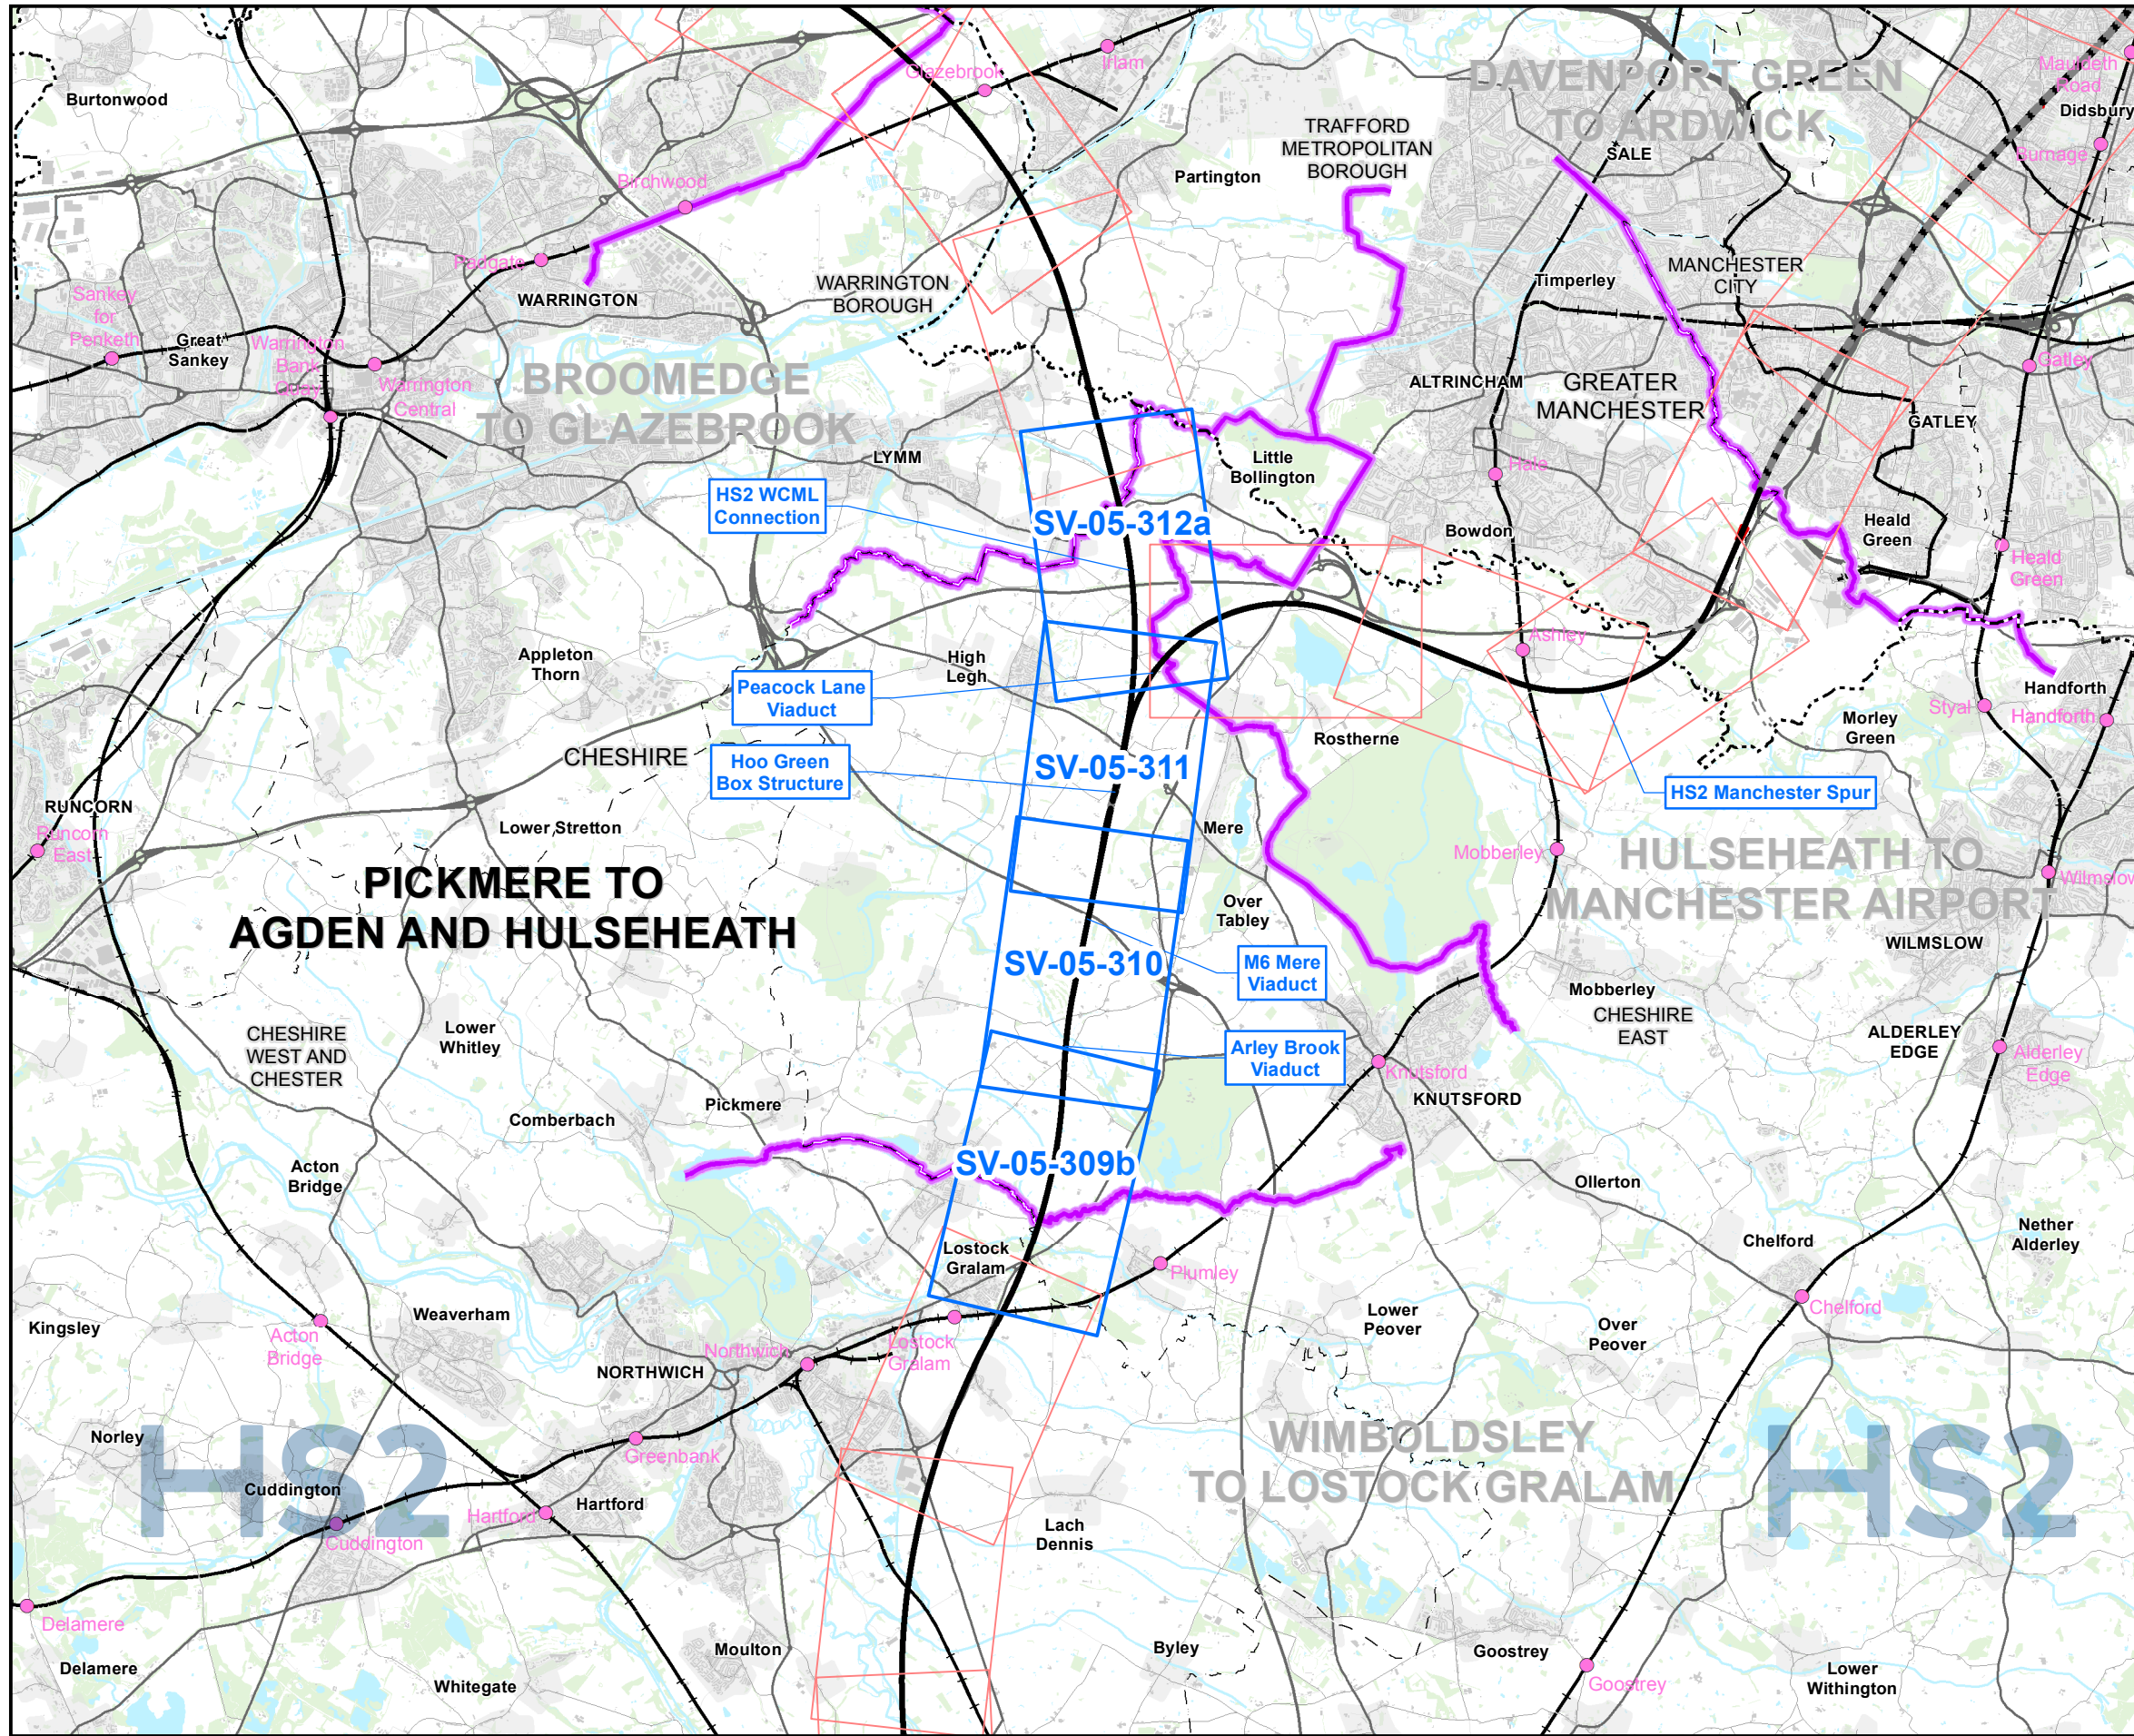 Burtonwood
Glazebrook
Irlam
DAVENPORT GREEN
TO ARDWICK
Mauldeth
Road
Didsbury
Burnage
SALE
TRAFFORD
METROPOLITAN
BOROUGH
Partington
Birchwood
Padgate
WARRINGTON
WARRINGTON
BOROUGH
Timperley
MANCHESTER
CITY
Sankey
for
Penketh
Great
Sankey
Warrington
Bank
Quay
Warrington
Central
BROOMEDGE
TO GLAZEBROOK
ALTRINCHAM
GREATER
MANCHESTER
Gatley
GATLEY
LYMM
Little
Bollington
Hale
HS2 WCML
Connection
SV-05-312a
Bowdon
Heald
Green
Heald
Green
Appleton
Thorn
High
Legh
Ashley
Peacock Lane
Viaduct
Handforth
Styal
Handforth
Morley
Green
Rostherne
CHESHIRE
Hoo Green
Box Structure
SV-05-311
HS2 Manchester Spur
RUNCORN
Runcorn
East
Lower Stretton
Mere
Mobberley
HULSEHEATH TO
MANCHESTER AIRPORT
Wilmslow
PICKMERE TO
AGDEN AND HULSEHEATH
Over
Tabley
WILMSLOW
SV-05-310
M6 Mere
Viaduct
Mobberley
CHESHIRE
EAST
CHESHIRE
WEST AND
CHESTER
Lower
Whitley
Arley Brook
Viaduct
ALDERLEY
EDGE
Alderley
Edge
Knutsford
KNUTSFORD
Pickmere
Comberbach
SV-05-309b
Acton
Bridge
Ollerton
Nether
Alderley
Chelford
Lostock
Gralam
Plumley
Chelford
Kingsley
Acton
Bridge
Weaverham
Lower
Peover
Over
Peover
NORTHWICH
Northwich
Lostock
Gralam
Norley
HS2
Cuddington
Cuddington
Greenbank
Hartford
Hartford
WIMBOLDSLEY
TO LOSTOCK GRALAM
HS2
Lach
Dennis
Delamere
Delamere
Moulton
Whitegate
Byley
Goostrey
Goostrey
Lower
Withington